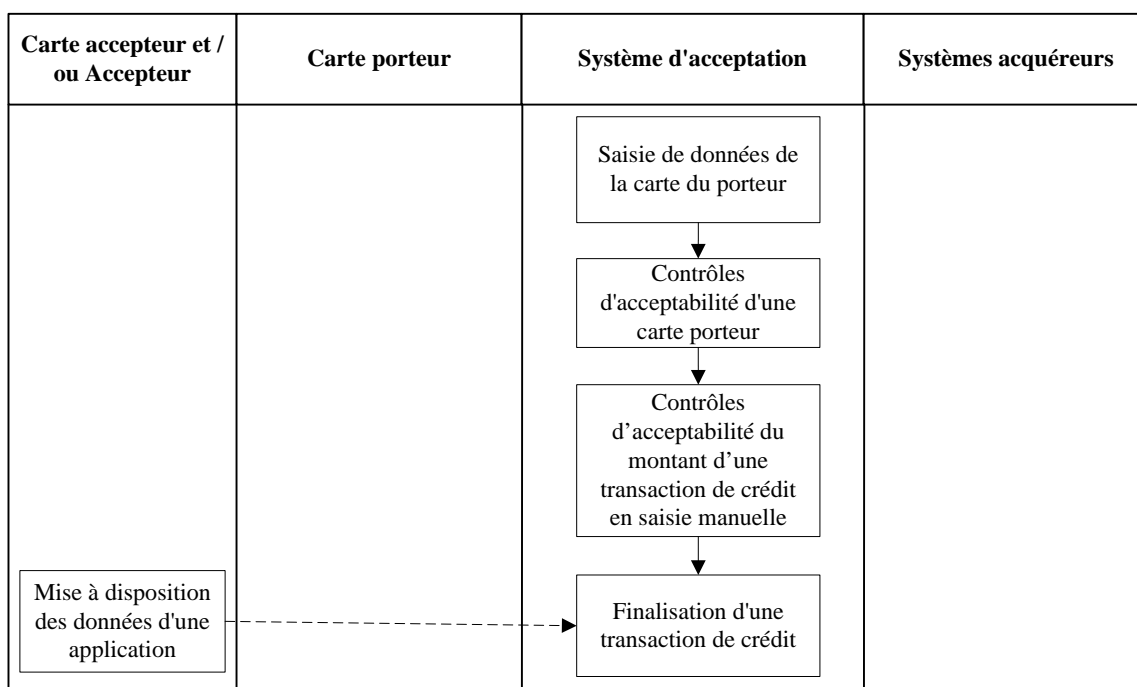 Carte accepteur et /
ou Accepteur
Carte porteur
Système d'acceptation
Systèmes acquéreurs
Saisie de données de
la carte du porteur
Contrôles
d'acceptabilité d'une
carte porteur
Contrôles
d’acceptabilité du
montant d’une
transaction de crédit
en saisie manuelle
Mise à disposition
des données d'une
application
Finalisation d'une
transaction de crédit